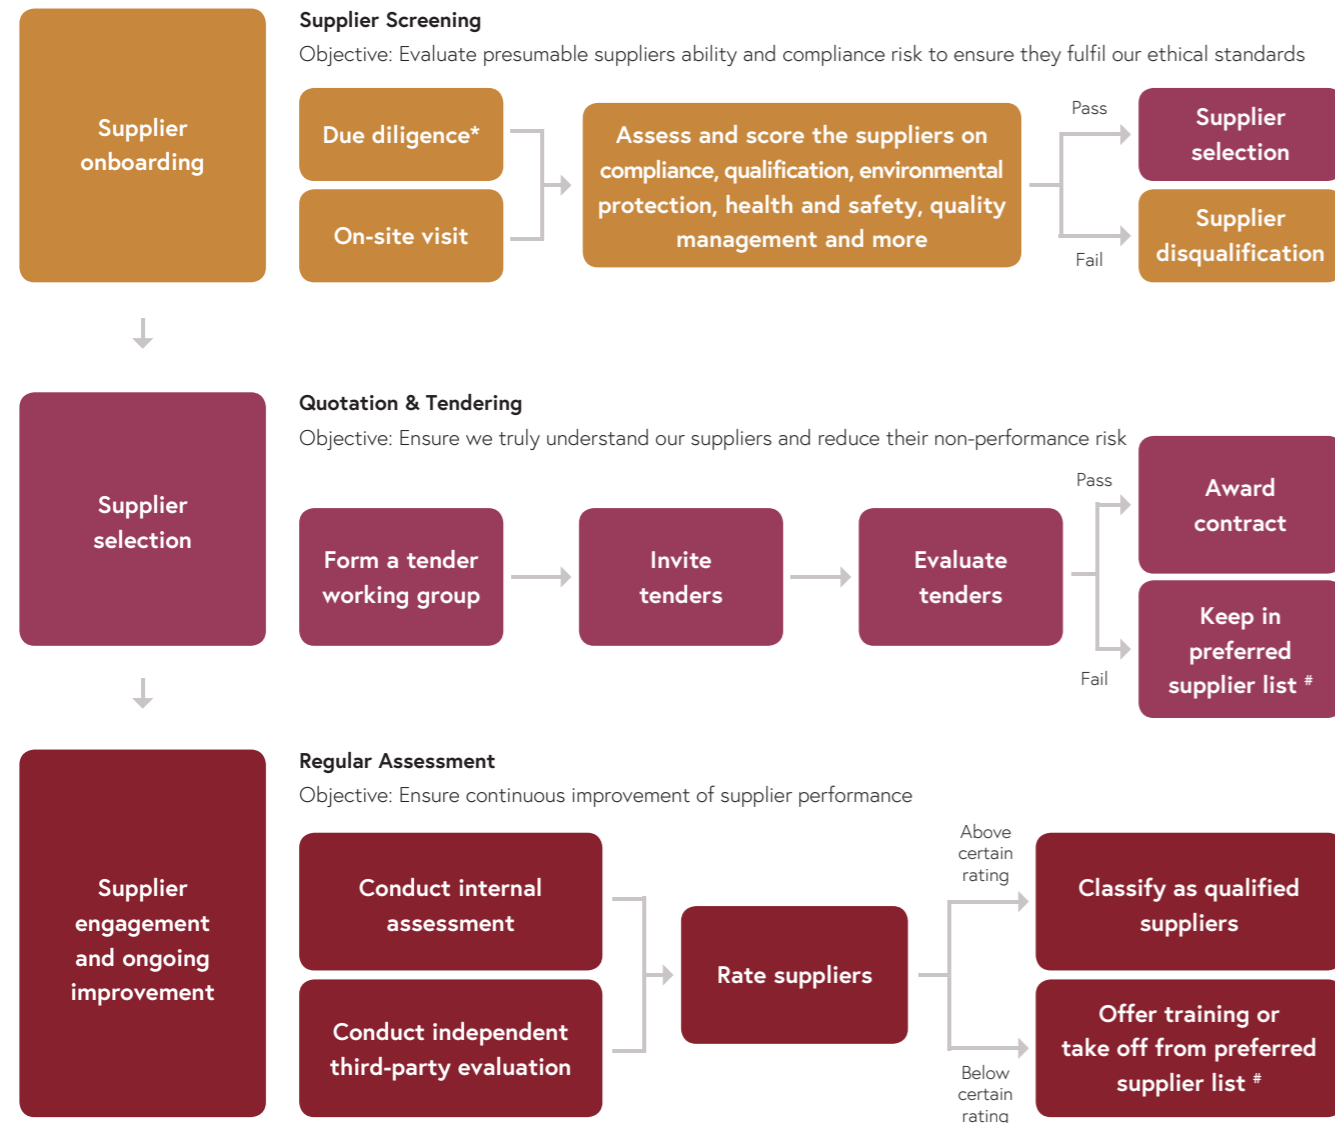 Supplier
onboarding
Supplier Screening
Objective: Evaluate presumable suppliers ability and compliance risk to ensure they fulfil our ethical standards
Due diligence*
On-site visit
Assess and score the suppliers on
compliance, qualification, environmental
protection, health and safety, quality
management and more
Pass
Supplier
selection
Fail
Supplier
disqualification
Supplier
selection
Quotation & Tendering
Objective: Ensure we truly understand our suppliers and reduce their non-performance risk
Form a tender
working group
Invite
tenders
Evaluate
tenders
Pass
Award
contract
Fail
Keep in
preferred
supplier list #
Supplier
engagement
and ongoing
improvement
Regular Assessment
Objective: Ensure continuous improvement of supplier performance
Conduct internal
assessment
Conduct independent
third-party evaluation
Rate suppliers
Above
certain
rating
Classify as qualified
suppliers
Below
certain
rating
Offer training or
take off from preferred
supplier list #